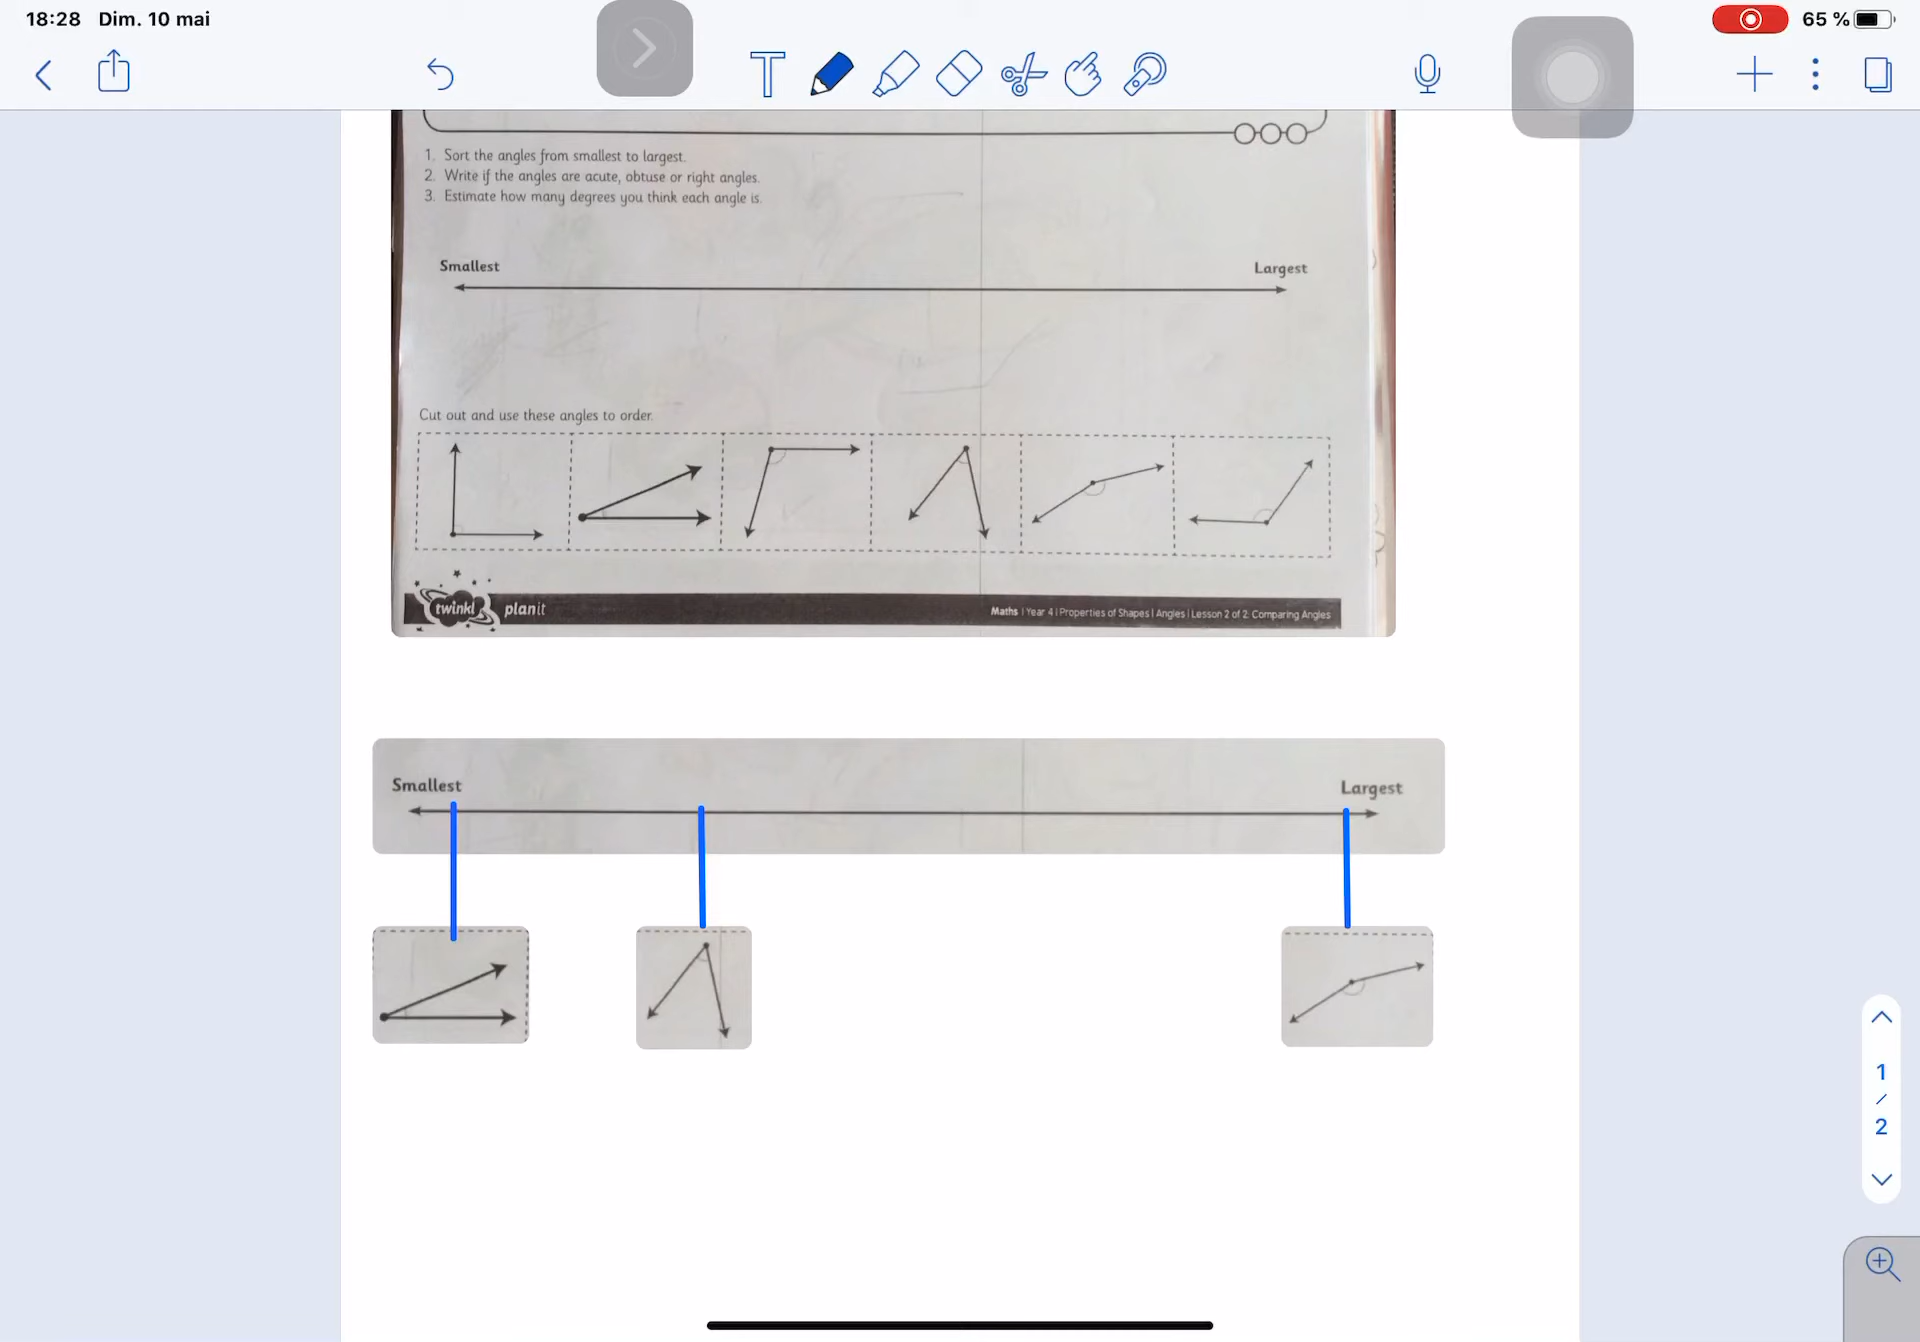 18:28 Dim. 10 mai
65 %
T
1. Sort the angles from smallest to largest.
2. Write if the angles are acute, obtuse or right angles.
3. Estimate how many degrees you think each angle is.
Smallest Largest
Cut out and use these angles to order.
twinkl planit Maths | Year 4 | Properties of Shapes | Angles | Lesson 2 of 2: Comparing Angles
Smallest Largest
1
/
2